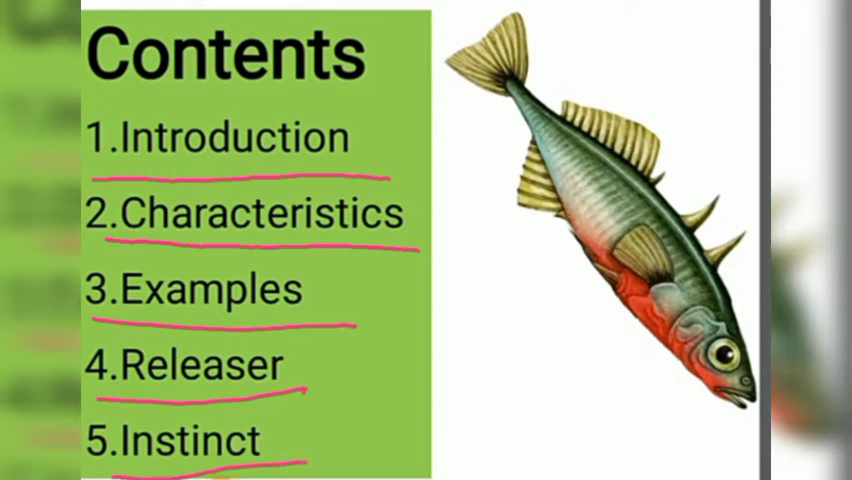 Contents
1.Introduction
2.Characteristics
3.Examples
4.Releaser
5.Instinct